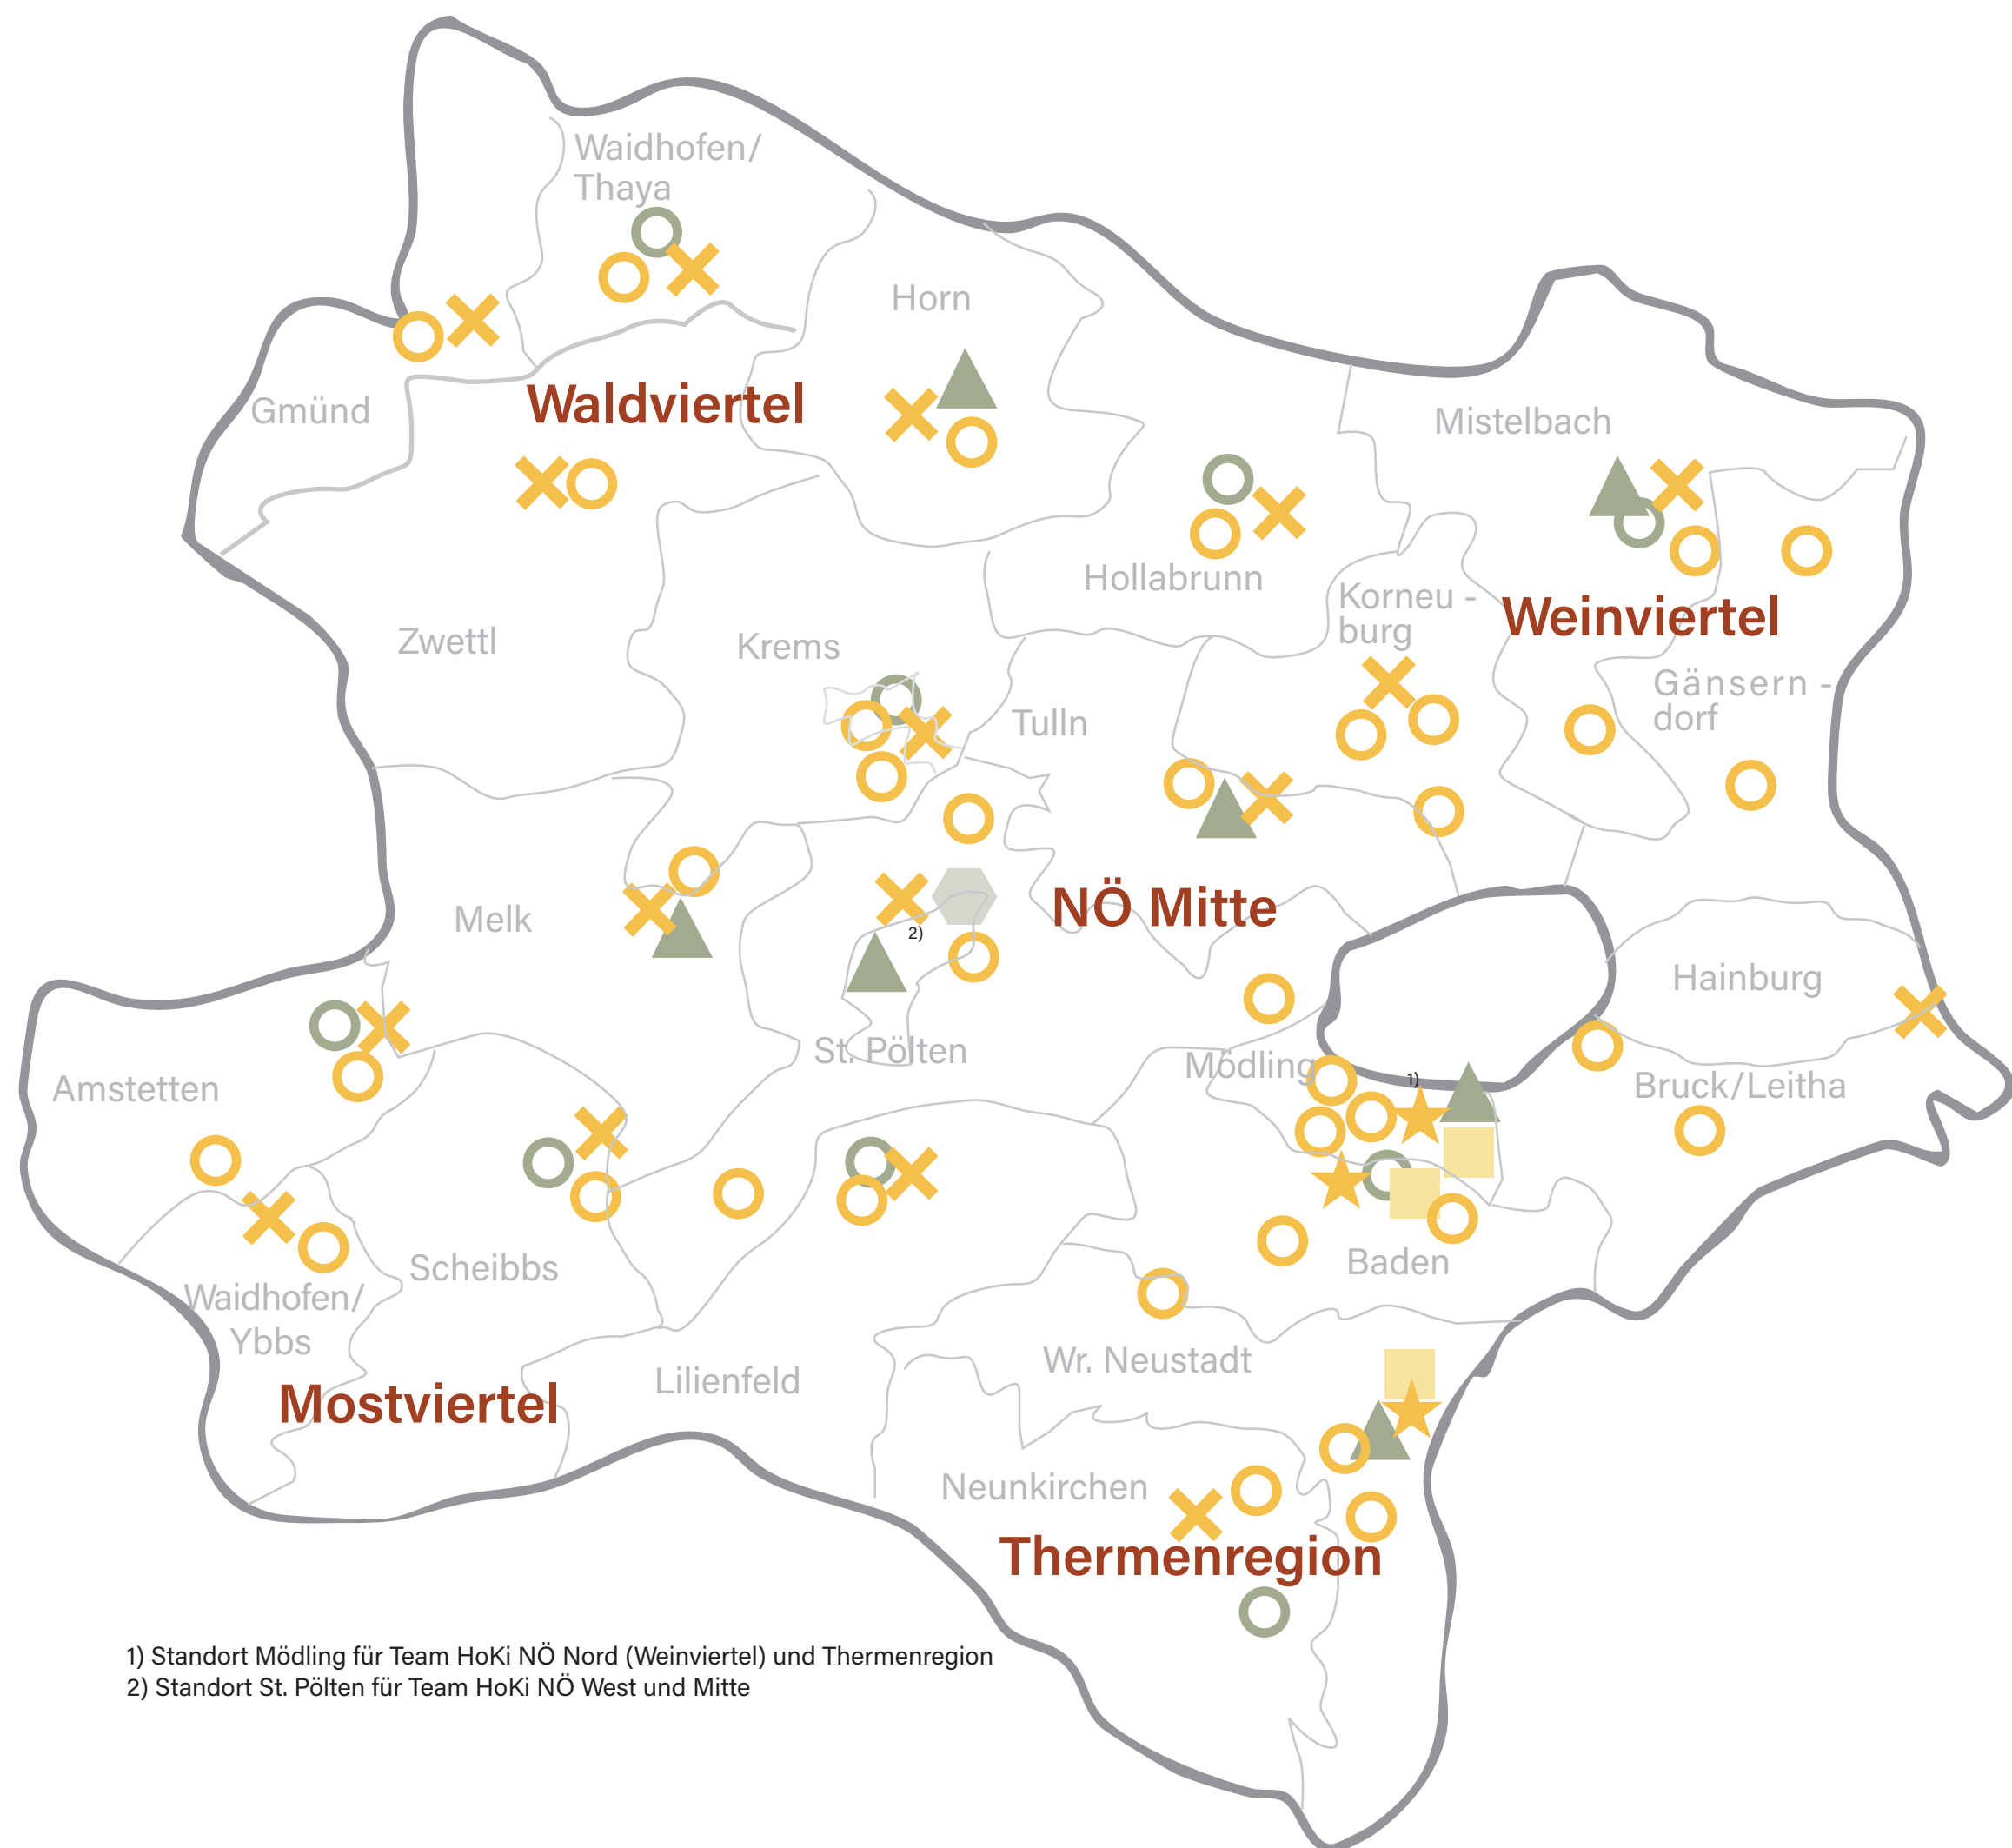 Waidhofen/
Thaya
Horn
Gmünd
Waldviertel
Mistelbach
Hollabrunn
Korneu -
burg
Weinviertel
Zwettl
Krems
Gänsern -
dorf
Tulln
Melk
NÖ Mitte
2)
Hainburg
St. Pölten
Mödling
1)
Amstetten
Bruck/Leitha
Scheibbs
Baden
Waidhofen/
Ybbs
Lilienfeld
Wr. Neustadt
Mostviertel
Neunkirchen
Thermenregion
1) Standort Mödling für Team HoKi NÖ Nord (Weinviertel) und Thermenregion
2) Standort St. Pölten für Team HoKi NÖ West und Mitte